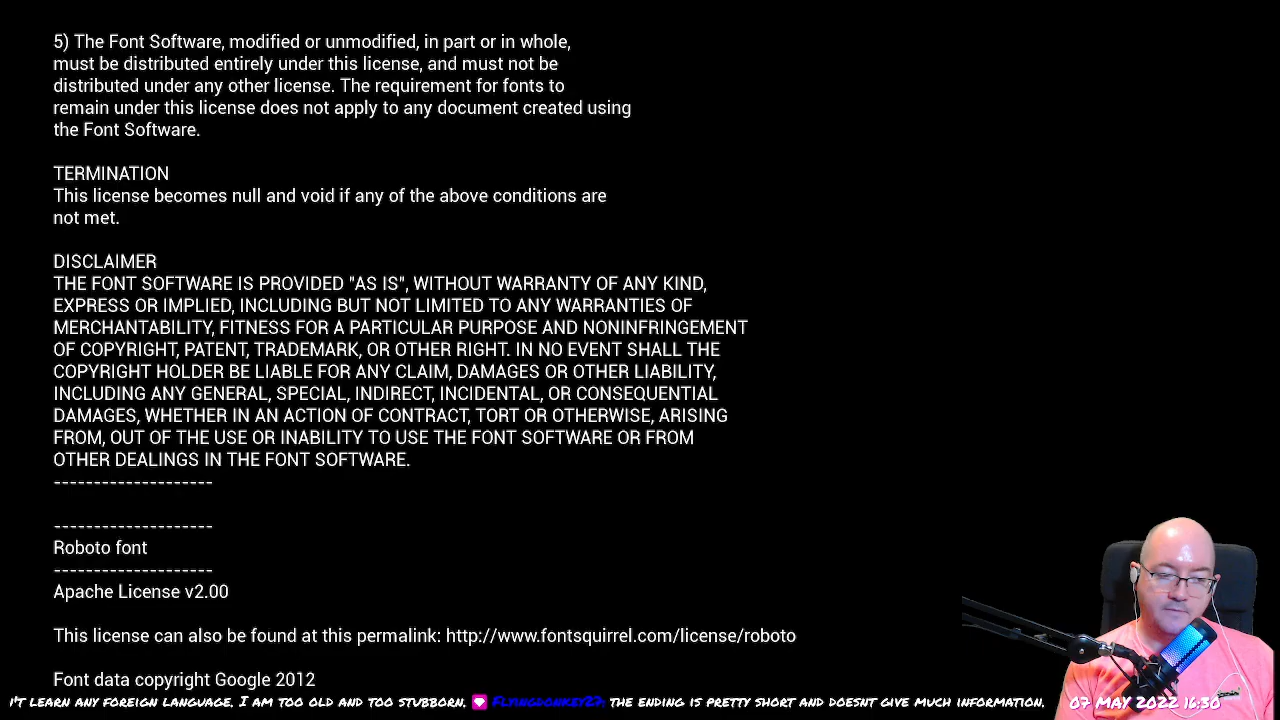 5) The Font Software, modified or unmodified, in part or in whole,
must be distributed entirely under this license, and must not be
distributed under any other license. The requirement for fonts to
remain under this license does not apply to any document created using
the Font Software.
TERMINATION
This license becomes null and void if any of the above conditions are
not met.
DISCLAIMER
THE FONT SOFTWARE IS PROVIDED "AS IS", WITHOUT WARRANTY OF ANY KIND,
EXPRESS OR IMPLIED, INCLUDING BUT NOT LIMITED TO ANY WARRANTIES OF
MERCHANTABILITY, FITNESS FOR A PARTICULAR PURPOSE AND NONINFRINGEMENT
OF COPYRIGHT, PATENT, TRADEMARK, OR OTHER RIGHT. IN NO EVENT SHALL THE
COPYRIGHT HOLDER BE LIABLE FOR ANY CLAIM, DAMAGES OR OTHER LIABILITY,
INCLUDING ANY GENERAL, SPECIAL, INDIRECT, INCIDENTAL, OR CONSEQUENTIAL
DAMAGES, WHETHER IN AN ACTION OF CONTRACT, TORT OR OTHERWISE, ARISING
FROM, OUT OF THE USE OR INABILITY TO USE THE FONT SOFTWARE OR FROM
OTHER DEALINGS IN THE FONT SOFTWARE.
--------------------
--------------------
Roboto font
--------------------
Apache License v2.00
This license can also be found at this permalink: http://www.fontsquirrel.com/license/roboto
Font data copyright Google 2012
i't learn any foreign language. I am too old and too stubborn. Flyingdonkey27: the ending is pretty short and doesnt give much information.
07 May 2022 16:30